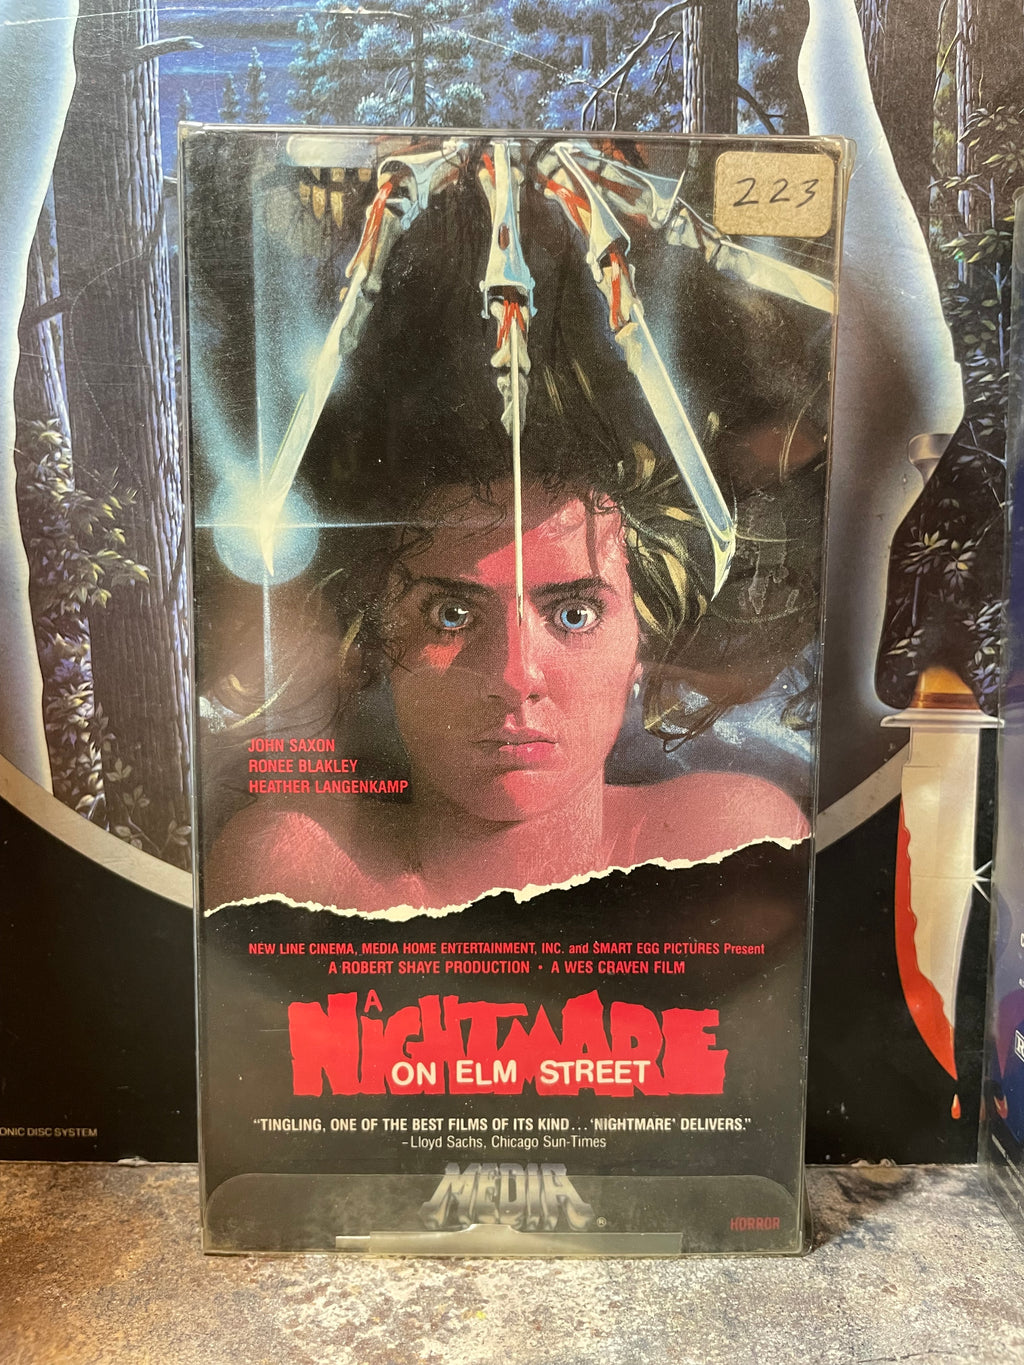 223
JOHN SAXON
RONEE BLAKLEY
HEATHER LANGENKAMP
NEW LINE CINEMA, MEDIA HOME ENTERTAINMENT, INC. and $MART EGG PICTURES Present
A ROBERT SHAYE PRODUCTION • A WES CRAVEN FILM
A NIGHTMARE
ON ELM STREET
"TINGLING, ONE OF THE BEST FILMS OF ITS KIND...'NIGHTMARE' DELIVERS."
–Lloyd Sachs, Chicago Sun-Times
MEDIA®
HORROR
ONIC DISC SYSTEM